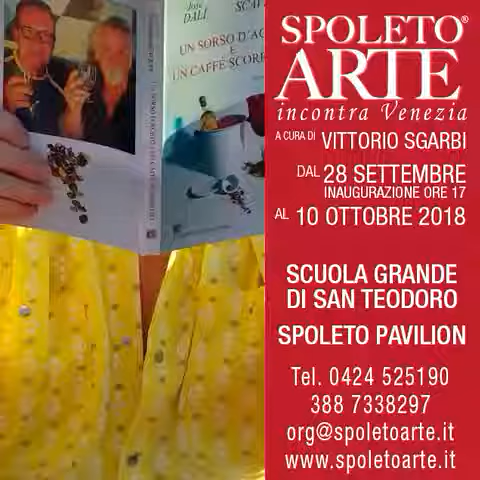 José
DALÍ
UN SORSO D'AC
E
UN CAFFÈ SCORR
SPOLETO®
ARTE
incontra Venezia
A CURA DI VITTORIO SGARBI
DAL 28 SETTEMBRE
INAUGURAZIONE ORE 17
AL 10 OTTOBRE 2018
SCUOLA GRANDE
DI SAN TEODORO
SPOLETO PAVILION
Tel. 0424 525190
388 7338297
org@spoletoarte.it
www.spoletoarte.it